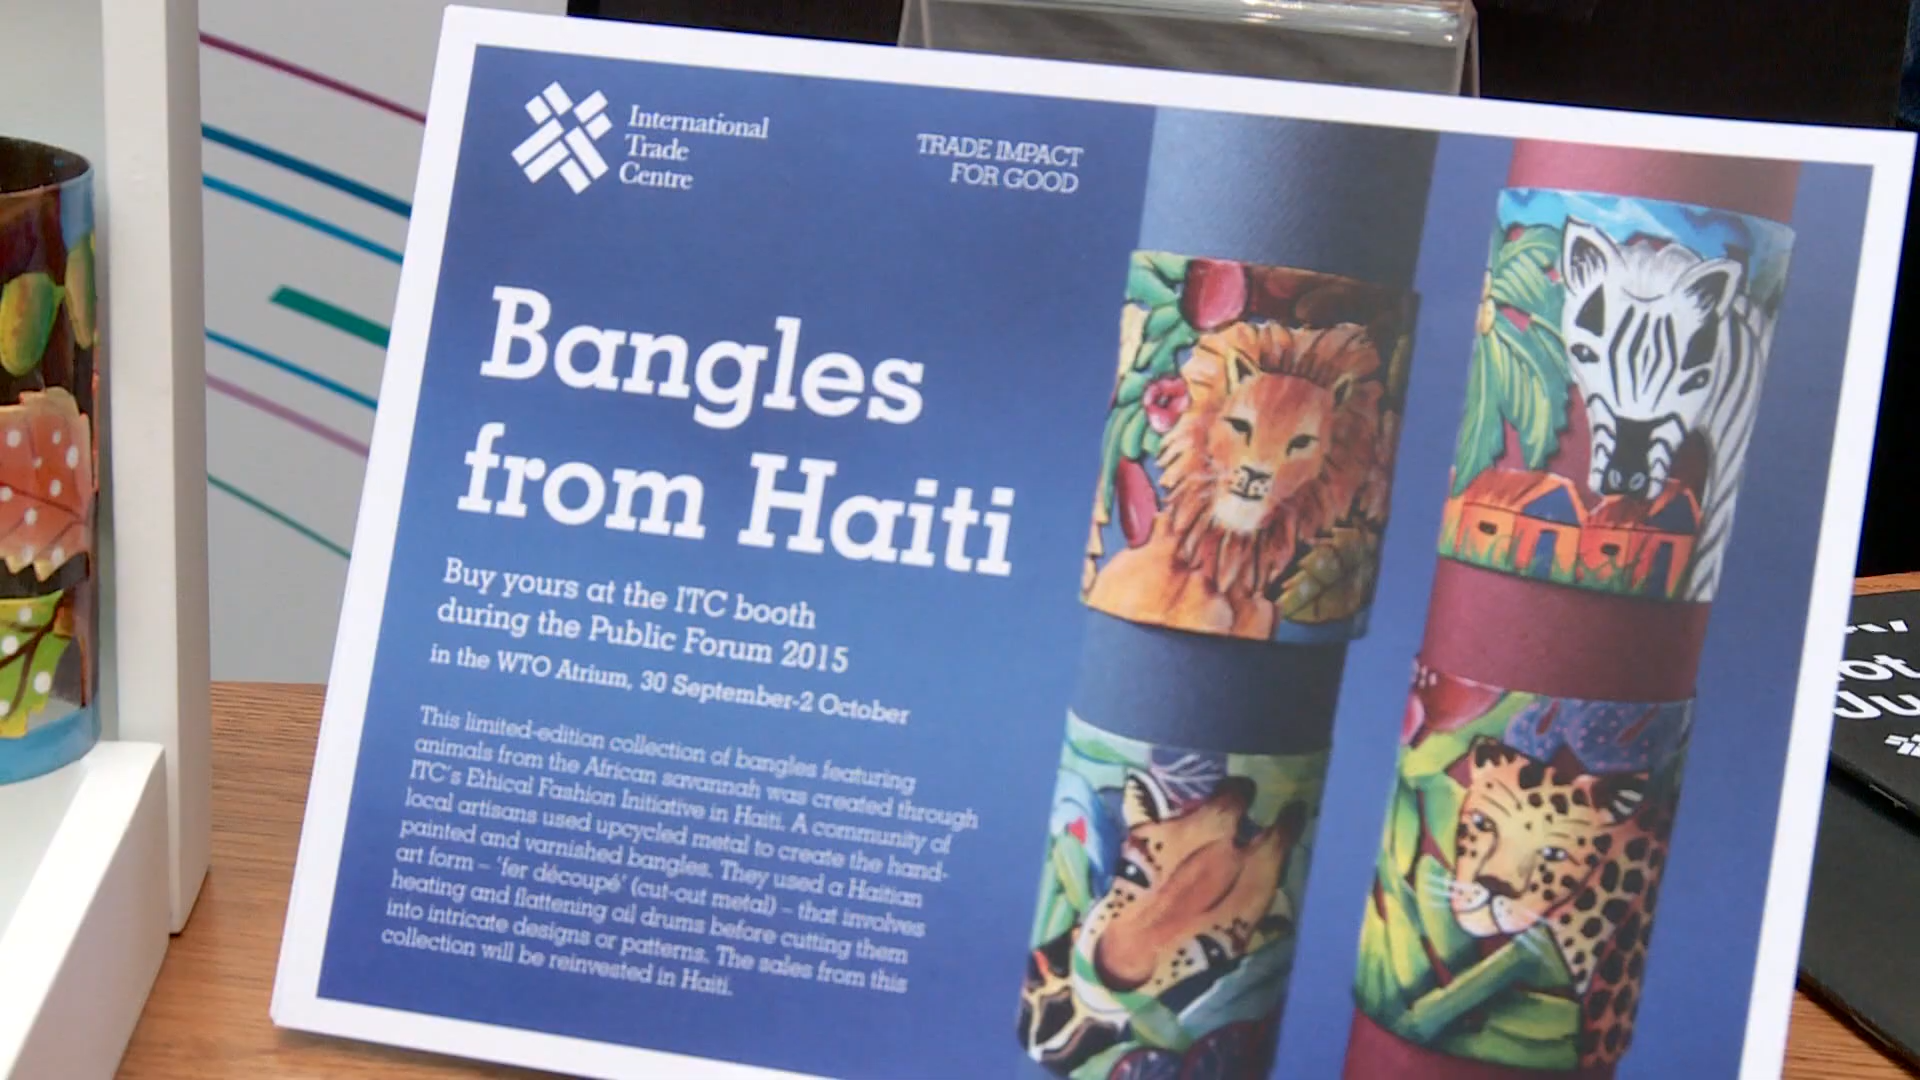 International
Trade
Centre
TRADE IMPACT
FOR GOOD
Bangles
from Haiti
Buy yours at the ITC booth
during the Public Forum 2015
in the WTO Atrium, 30 September-2 October
This limited-edition collection of bangles featuring
animals from the African savannah was created through
ITC's Ethical Fashion Initiative in Haiti. A community of
local artisans used upcycled metal to create the hand-
painted and varnished bangles. They used a Haitian
art form – 'fer découpé' (cut-out metal) – that involves
heating and flattening oil drums before cutting them
into intricate designs or patterns. The sales from this
collection will be reinvested in Haiti.